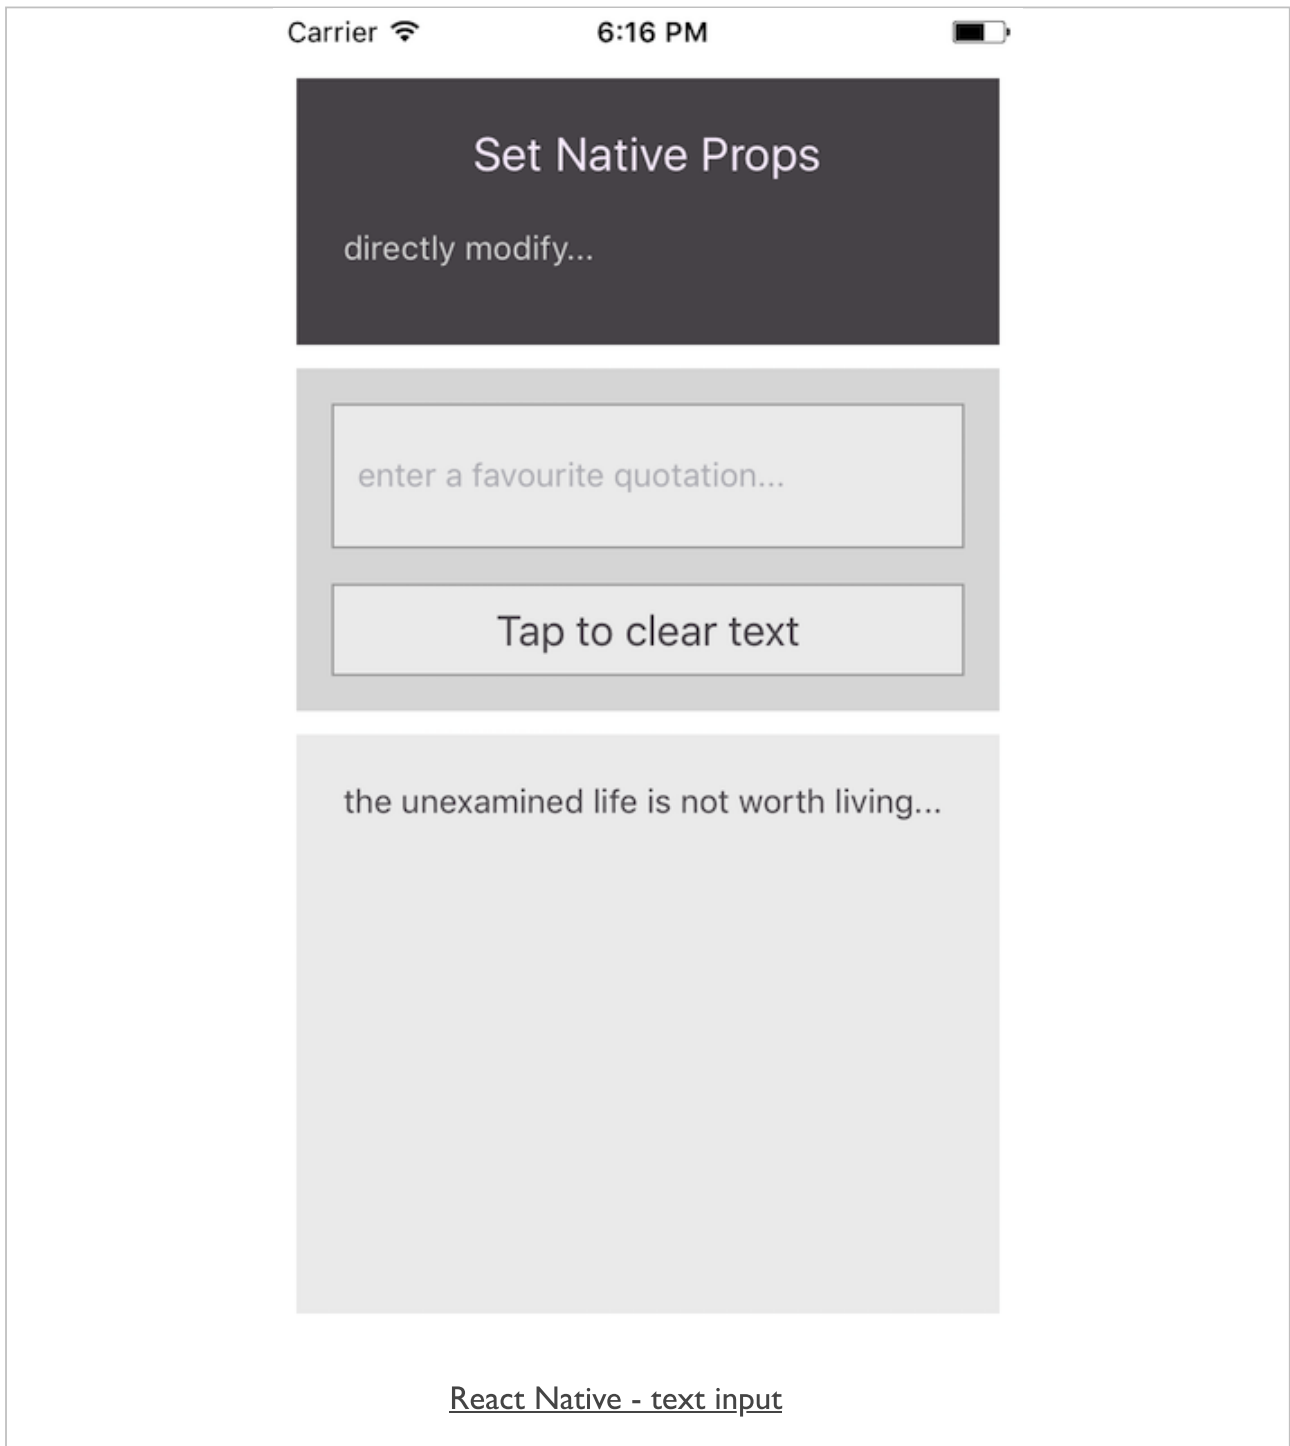 Carrier 6:16 PM
Set Native Props
directly modify...
enter a favourite quotation...
Tap to clear text
the unexamined life is not worth living...
React Native - text input